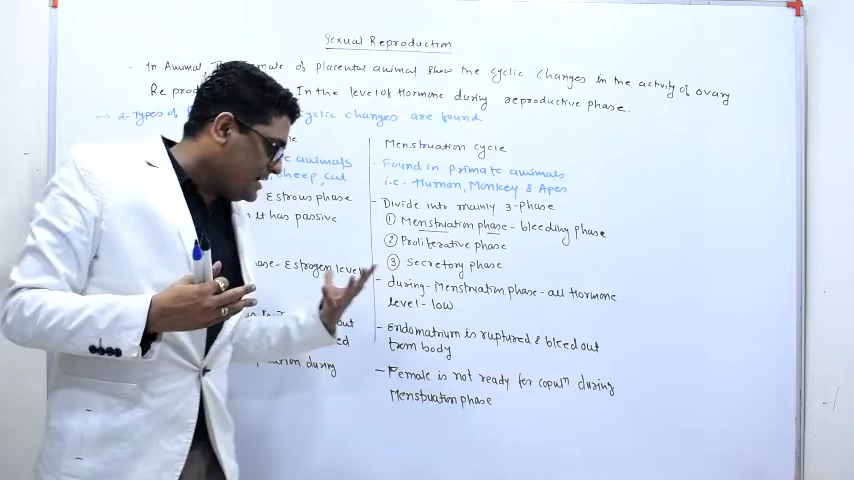 Sexual Reproduction
- In Animal, The Female of placental animal show the cyclic changes in the activity of ovary
Reprod In the level of Hormone during reproductive phase.
→ 2-Types of cyclic changes are found
le
animals
sheep, cat
Estrous phase
it has passive
ase- Estrogen level
out
ed
during
Menstruation cycle
- Found in primate animals
i.e- Human, Monkey & Apes
- Divide into mainly 3-phase
① Menstruation phase - bleeding phase
② Proliferative phase
③ Secretory phase
- during- Menstruation phase- all Hormone
level- low
- Endomatrium is ruptured & bleed out
from body
- Female is not ready for copulⁿ during
Menstruation phase